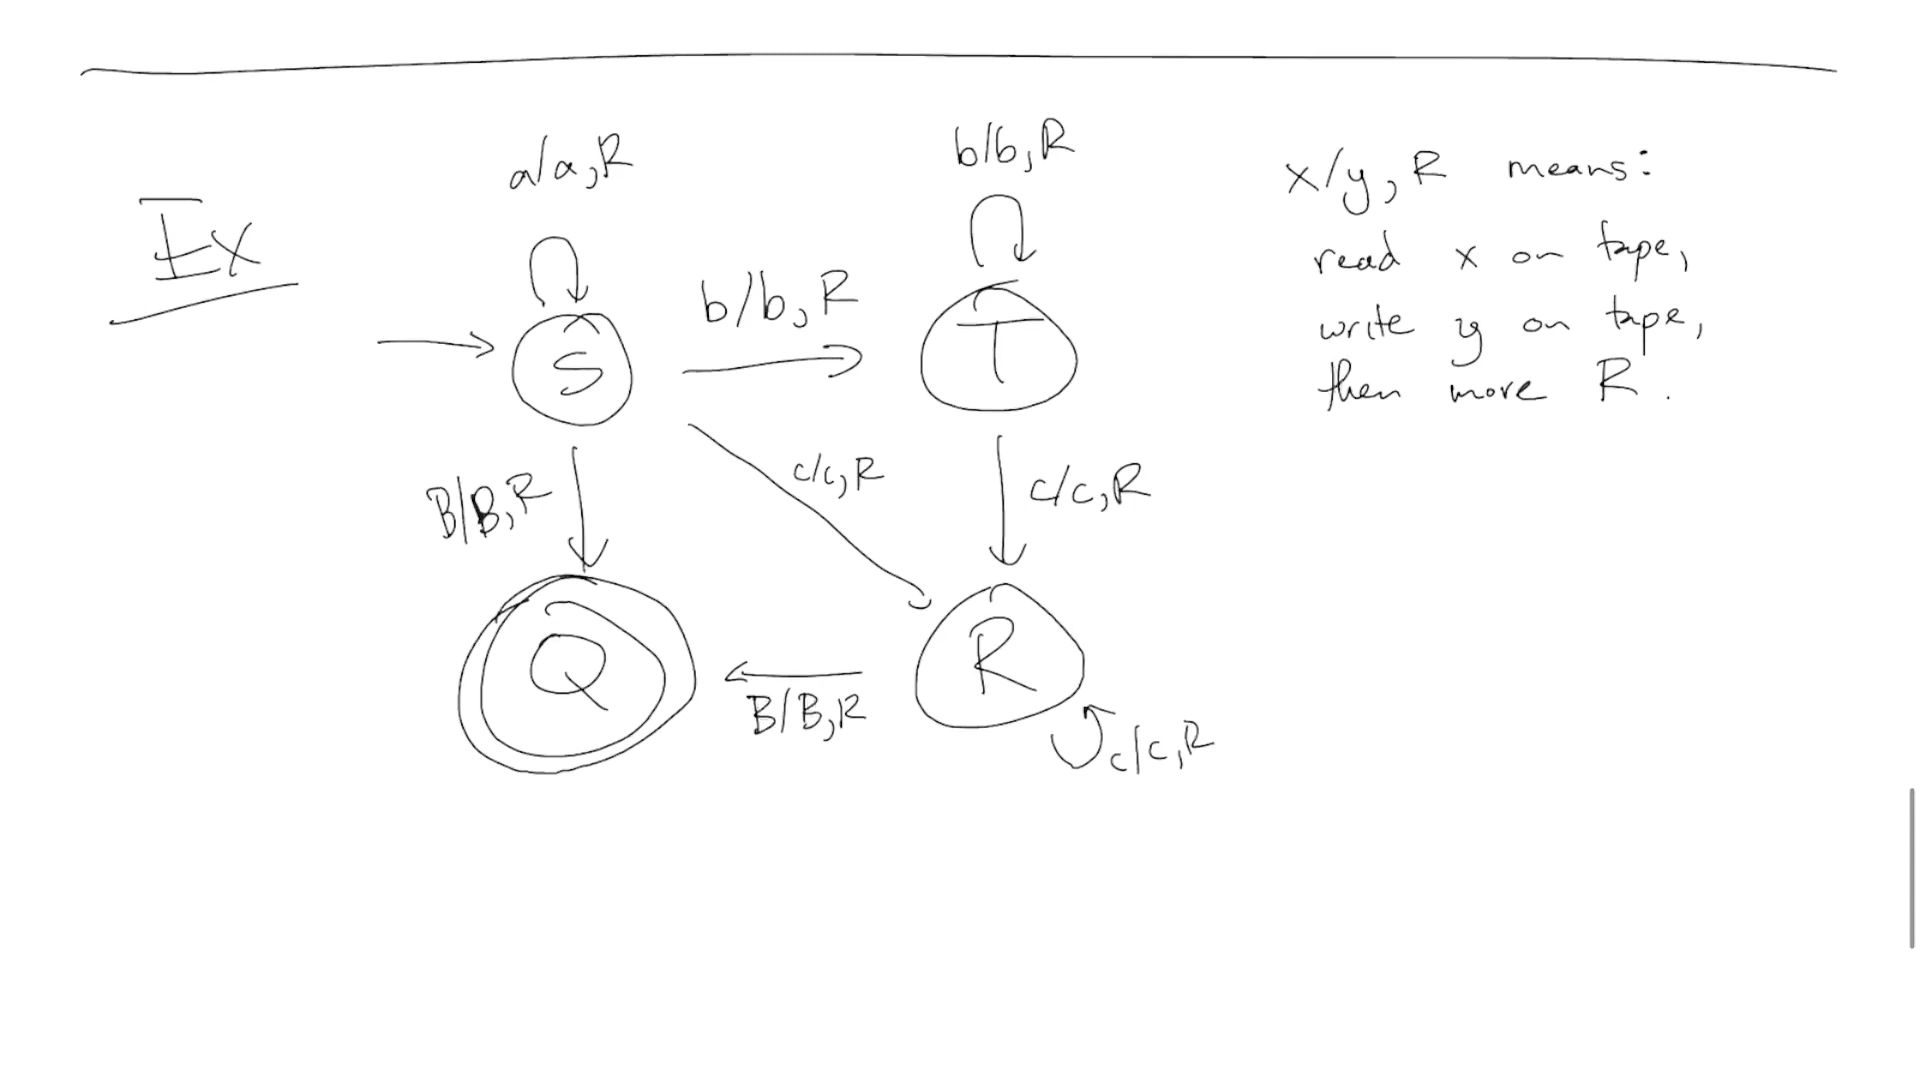 Ex
a/a,R
b/b,R
b/b,R
S
T
B/B,R
c/c,R
c/c,R
Q
R
B/B,R
c/c,R
x/y, R means:
read x on tape,
write y on tape,
then move R.